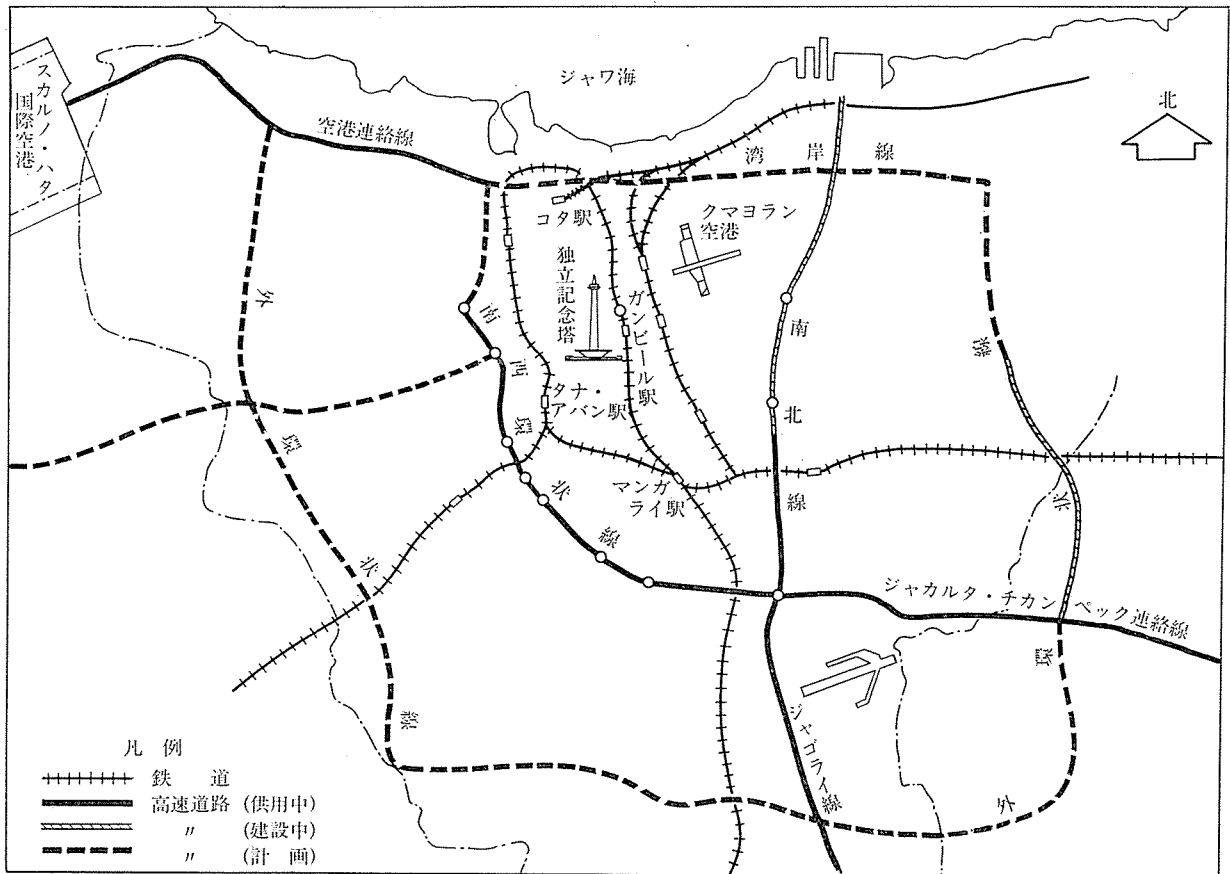 ジャワ海
北
スカルノ・ハタ
国際空港
空港連絡線
湾岸線
コタ駅
クマヨラン
空港
独立記念塔
ガンビール駅
タナ・
アバン駅
マンガ
ライ駅
南西環状線
南北線
外環状線
外環状線
ジャカルタ・チカンペック連絡線
ジャゴライ線
凡例
鉄道
高速道路(供用中)
〃(建設中)
〃(計画)